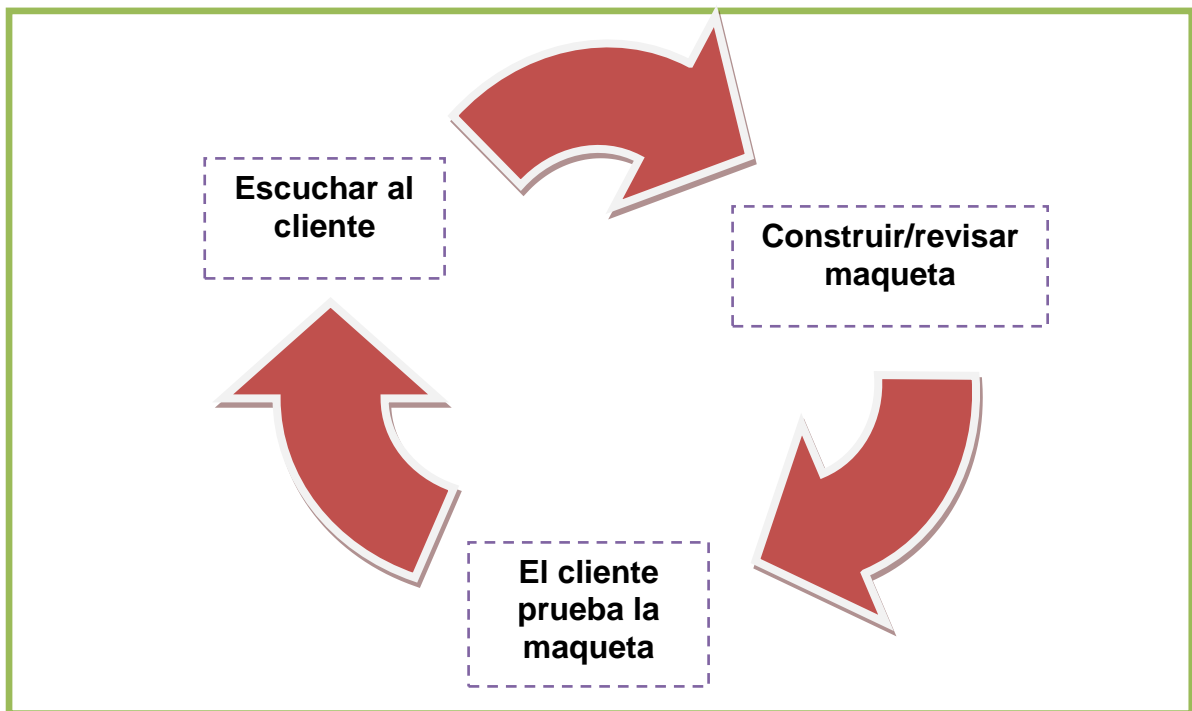 Escuchar al
cliente
Construir/revisar
maqueta
El cliente
prueba la
maqueta